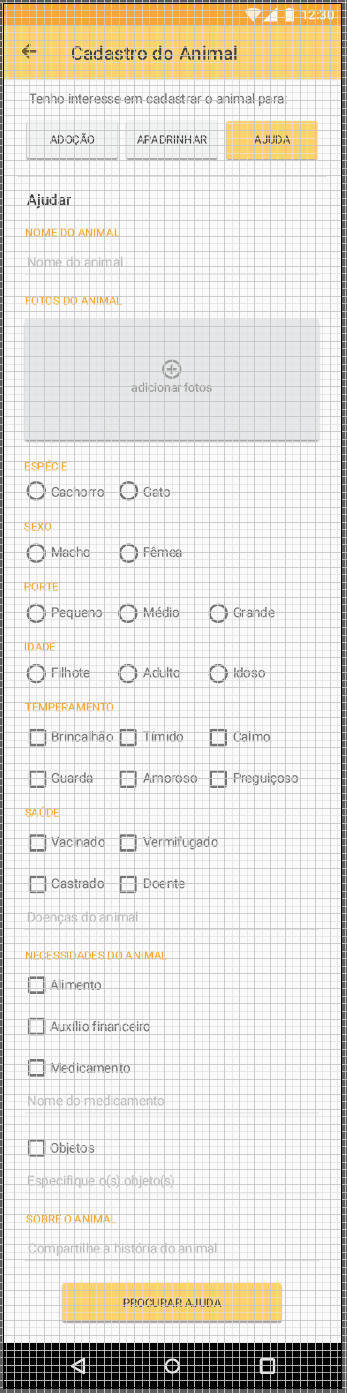 12:30
Cadastro do Animal
Tenho interesse em cadastrar o animal para:
ADOÇÃO APADRINHAR AJUDA
Ajudar
NOME DO ANIMAL
Nome do animal
FOTOS DO ANIMAL
adicionar fotos
ESPÉCIE
Cachorro Gato
SEXO
Macho Fêmea
PORTE
Pequeno Médio Grande
IDADE
Filhote Adulto Idoso
TEMPERAMENTO
Brincalhão Tímido Calmo
Guarda Amoroso Preguiçoso
SAÚDE
Vacinado Vermifugado
Castrado Doente
Doenças do animal
NECESSIDADES DO ANIMAL
Alimento
Auxílio financeiro
Medicamento
Nome do medicamento
Objetos
Especifique o(s) objeto(s)
SOBRE O ANIMAL
Compartilhe a história do animal
PROCURAR AJUDA